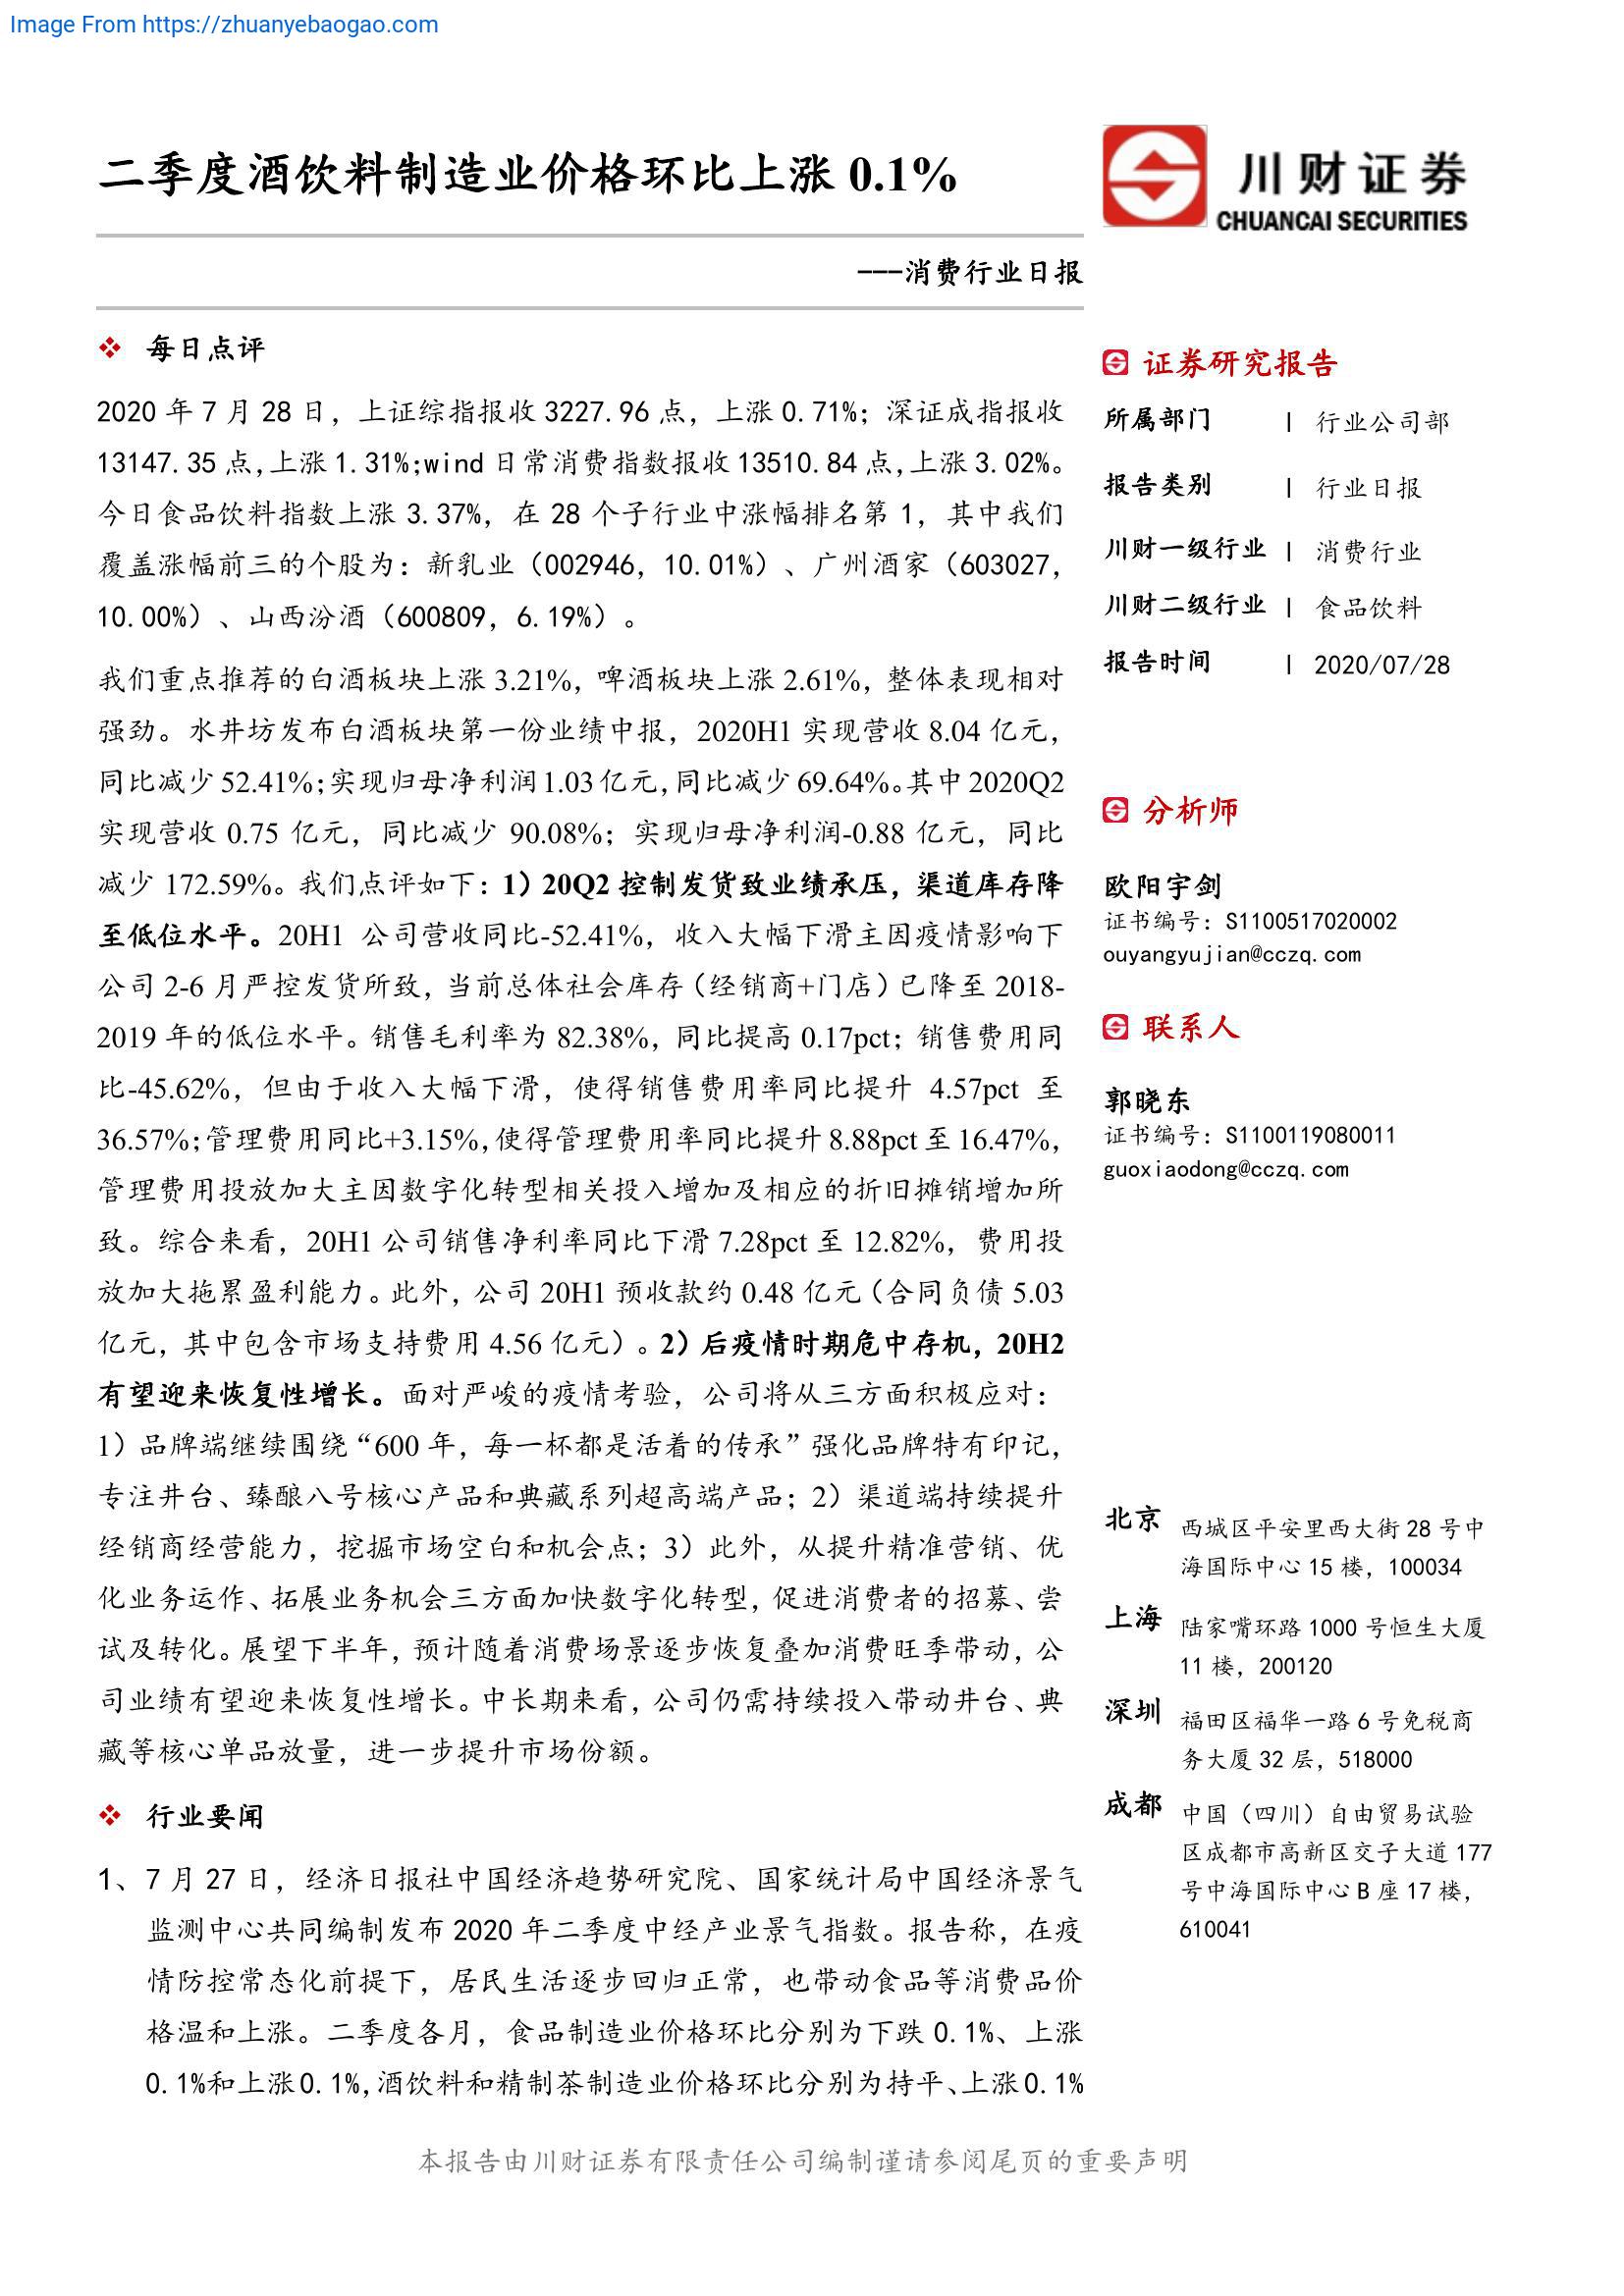 Image From https://zhuanyebaogao.com
二季度酒饮料制造业价格环比上涨 0.1%
川财证券
CHUANCAI SECURITIES
---消费行业日报
❖ 每日点评
2020 年 7 月 28 日，上证综指报收 3227.96 点，上涨 0.71%；深证成指报收
13147.35 点,上涨 1.31%;wind 日常消费指数报收 13510.84 点,上涨 3.02%。
今日食品饮料指数上涨 3.37%，在 28 个子行业中涨幅排名第 1，其中我们
覆盖涨幅前三的个股为：新乳业（002946，10.01%）、广州酒家（603027，
10.00%）、山西汾酒（600809，6.19%）。
我们重点推荐的白酒板块上涨 3.21%，啤酒板块上涨 2.61%，整体表现相对
强劲。水井坊发布白酒板块第一份业绩中报，2020H1 实现营收 8.04 亿元，
同比减少 52.41%；实现归母净利润 1.03 亿元，同比减少 69.64%。其中 2020Q2
实现营收 0.75 亿元，同比减少 90.08%；实现归母净利润-0.88 亿元，同比
减少 172.59%。我们点评如下：1）20Q2 控制发货致业绩承压，渠道库存降
至低位水平。20H1 公司营收同比-52.41%，收入大幅下滑主因疫情影响下
公司 2-6 月严控发货所致，当前总体社会库存（经销商+门店）已降至 2018-
2019 年的低位水平。销售毛利率为 82.38%，同比提高 0.17pct；销售费用同
比-45.62%，但由于收入大幅下滑，使得销售费用率同比提升 4.57pct 至
36.57%；管理费用同比+3.15%，使得管理费用率同比提升 8.88pct 至 16.47%，
管理费用投放加大主因数字化转型相关投入增加及相应的折旧摊销增加所
致。综合来看，20H1 公司销售净利率同比下滑 7.28pct 至 12.82%，费用投
放加大拖累盈利能力。此外，公司 20H1 预收款约 0.48 亿元（合同负债 5.03
亿元，其中包含市场支持费用 4.56 亿元）。2）后疫情时期危中存机，20H2
有望迎来恢复性增长。面对严峻的疫情考验，公司将从三方面积极应对：
1）品牌端继续围绕“600 年，每一杯都是活着的传承”强化品牌特有印记，
专注井台、臻酿八号核心产品和典藏系列超高端产品；2）渠道端持续提升
经销商经营能力，挖掘市场空白和机会点；3）此外，从提升精准营销、优
化业务运作、拓展业务机会三方面加快数字化转型，促进消费者的招募、尝
试及转化。展望下半年，预计随着消费场景逐步恢复叠加消费旺季带动，公
司业绩有望迎来恢复性增长。中长期来看，公司仍需持续投入带动井台、典
藏等核心单品放量，进一步提升市场份额。
❖ 行业要闻
1、7 月 27 日，经济日报社中国经济趋势研究院、国家统计局中国经济景气
监测中心共同编制发布 2020 年二季度中经产业景气指数。报告称，在疫
情防控常态化前提下，居民生活逐步回归正常，也带动食品等消费品价
格温和上涨。二季度各月，食品制造业价格环比分别为下跌 0.1%、上涨
0.1%和上涨 0.1%,酒饮料和精制茶制造业价格环比分别为持平、上涨 0.1%
证券研究报告
所属部门 | 行业公司部
报告类别 | 行业日报
川财一级行业 | 消费行业
川财二级行业 | 食品饮料
报告时间 | 2020/07/28
分析师
欧阳宇剑
证书编号：S1100517020002
ouyangyujian@cczq.com
联系人
郭晓东
证书编号：S1100119080011
guoxiaodong@cczq.com
北京 西城区平安里西大街 28 号中
海国际中心 15 楼，100034
上海 陆家嘴环路 1000 号恒生大厦
11 楼，200120
深圳 福田区福华一路 6 号免税商
务大厦 32 层，518000
成都 中国（四川）自由贸易试验
区成都市高新区交子大道 177
号中海国际中心 B 座 17 楼，
610041
本报告由川财证券有限责任公司编制谨请参阅尾页的重要声明